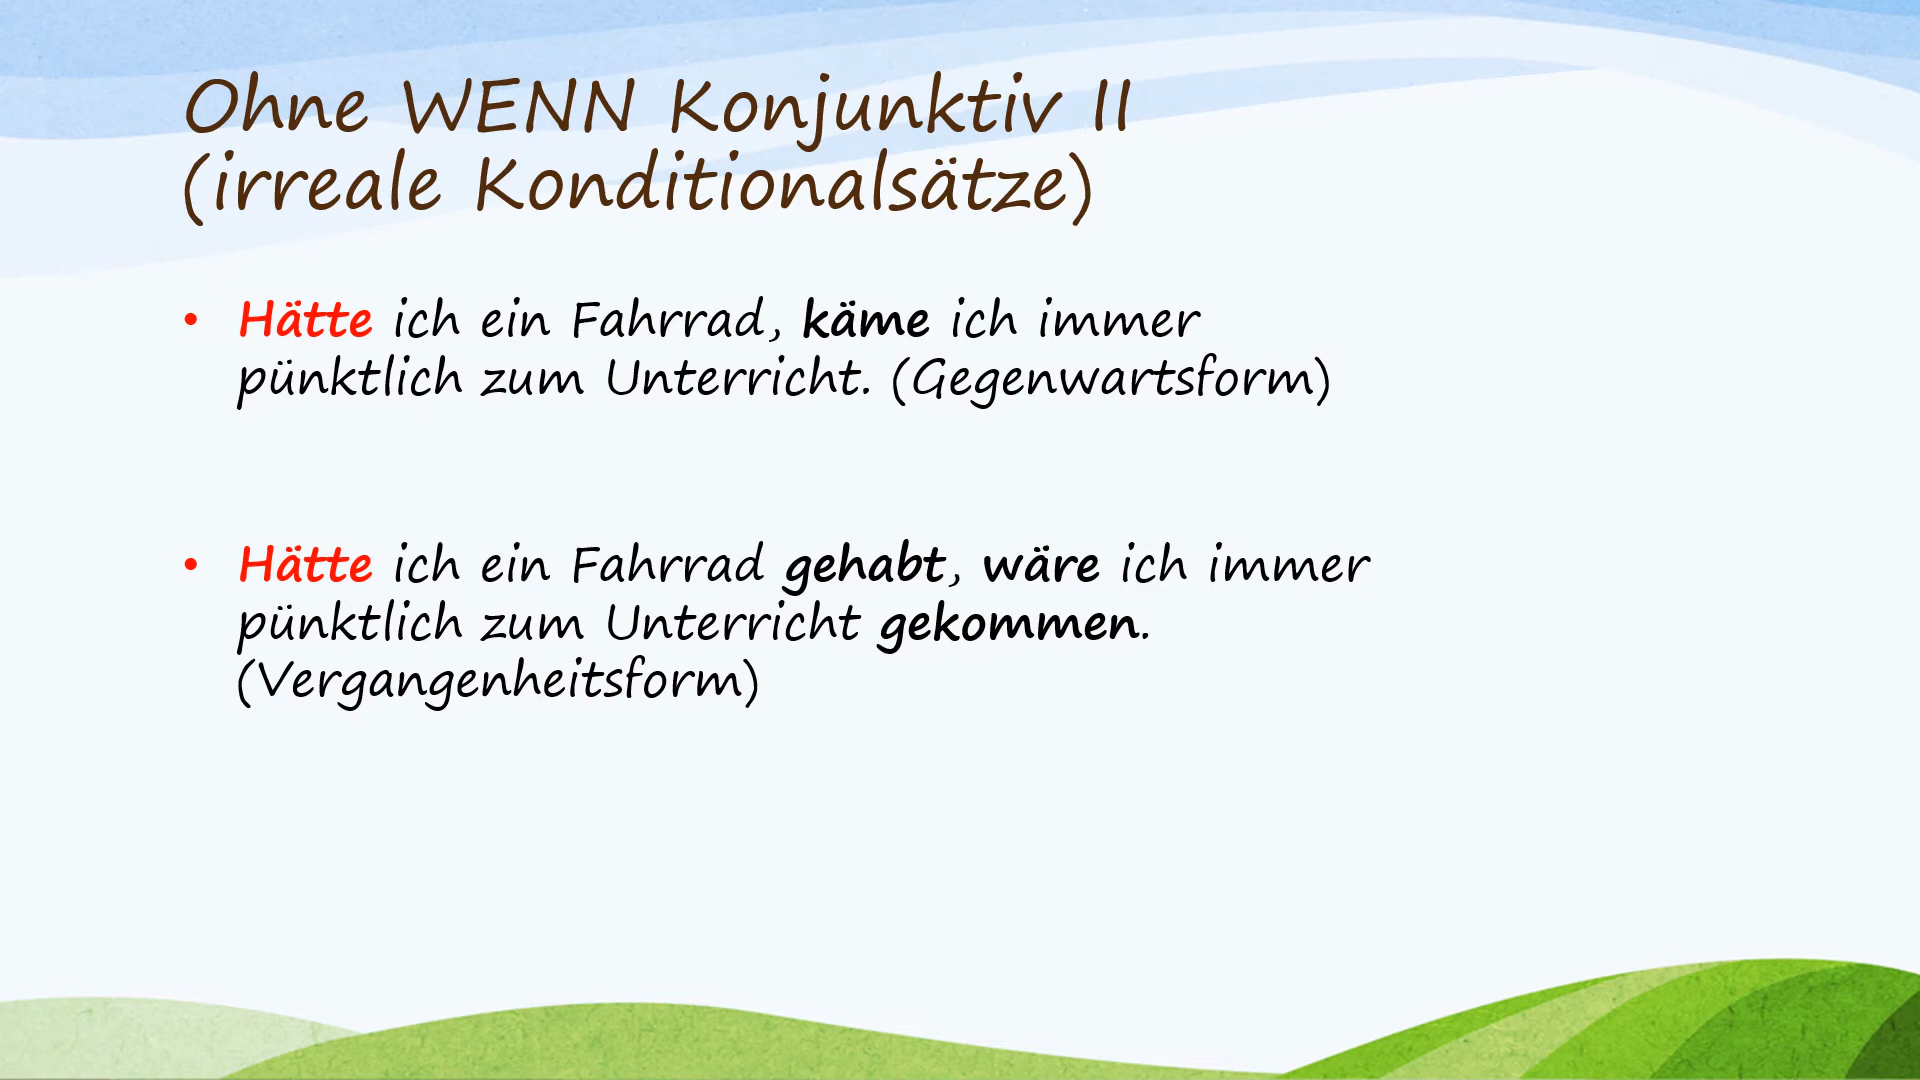 Ohne WENN Konjunktiv II
(irreale Konditionalsätze)
• Hätte ich ein Fahrrad, käme ich immer
pünktlich zum Unterricht. (Gegenwartsform)
• Hätte ich ein Fahrrad gehabt, wäre ich immer
pünktlich zum Unterricht gekommen.
(Vergangenheitsform)